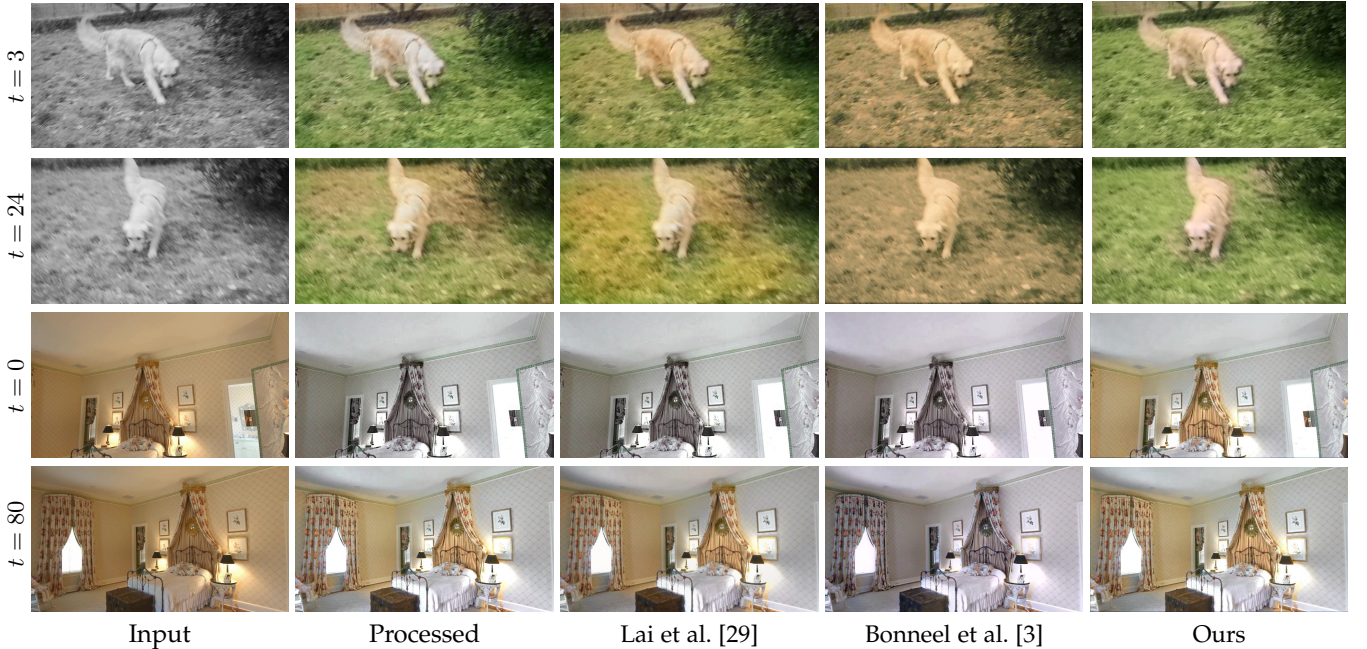 t = 3
t = 24
t = 0
t = 80
Input Processed Lai et al. [29] Bonneel et al. [3] Ours